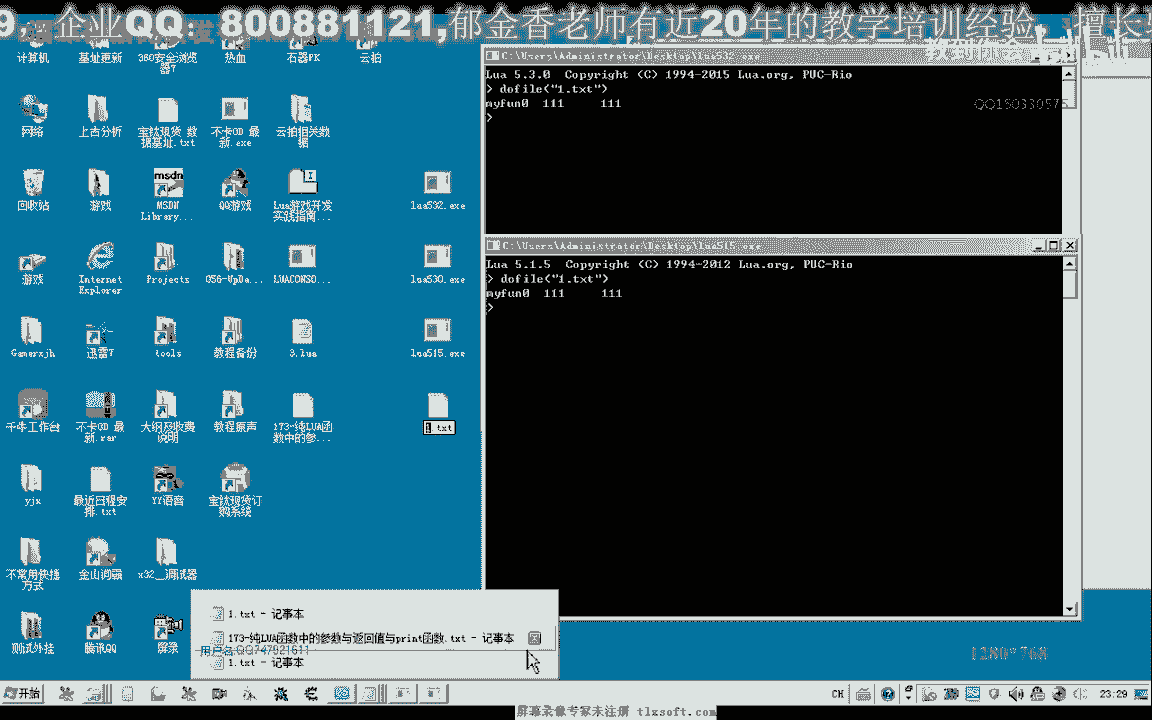 9, 企业QQ: 800881121,郁金香老师有近20年的教学培训经验, 擅长
计算机
基址更新
360安全浏览器7
热血
石器PK
云拍
网络
上古分析
宝钛现货 数据基址.txt
不卡CD 最新.exe
云拍相关数据
回收站
游戏
MSDN Library...
QQ游戏
Lua游戏开发实践指南...
lua532.exe
游戏
Internet Explorer
Projects
056-UpDa...
LUACONSO...
lua530.exe
Gamerxjh
迅雷7
tools
教程备份
3.lua
lua515.exe
千牛工作台
不卡CD 最新.rar
大纲及收费说明
教程原声
173-纯LUA函数中的参...
1.txt
yjx
最近日程安排.txt
YY语音
宝钛现货订购系统
不常用快捷方式
金山词霸
x32__调试器
测试外挂
腾讯QQ
屏录
C:\Users\Administrator\Desktop\lua532.exe
Lua 5.3.0  Copyright (C) 1994-2015 Lua.org, PUC-Rio
> dofile("1.txt")
myfun0  111     111
>
QQ150330575
C:\Users\Administrator\Desktop\lua515.exe
Lua 5.1.5  Copyright (C) 1994-2012 Lua.org, PUC-Rio
> dofile("1.txt")
myfun0  111     111
>
1.txt - 记事本
173-纯LUA函数中的参数与返回值与print函数.txt - 记事本
用户名:QQ747921611
1.txt - 记事本
1280*768
开始
CH
23:29
屏幕录像专家未注册 tlxsoft.com